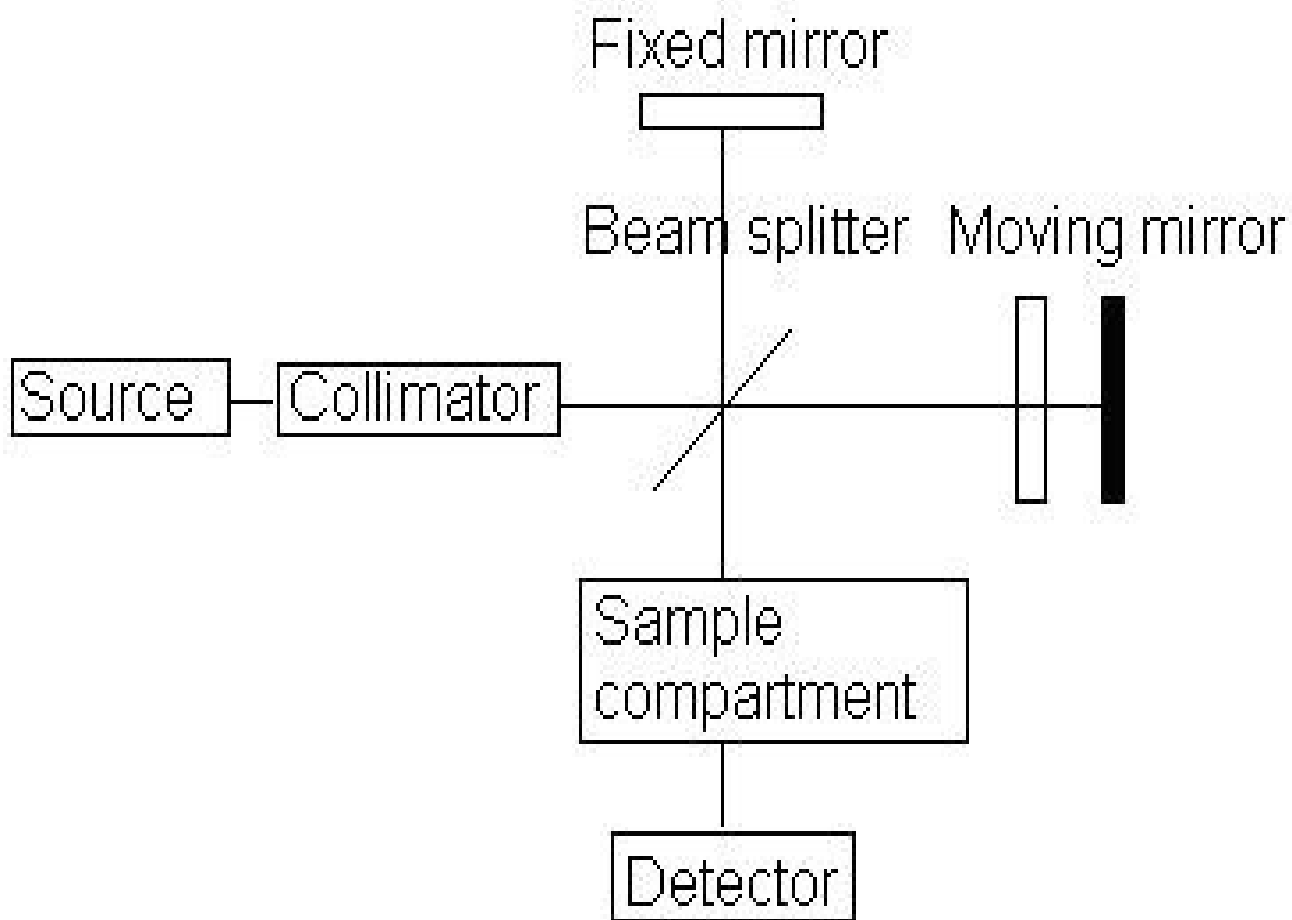 Fixed mirror
Beam splitter
Moving mirror
Source
Collimator
Sample
compartment
Detector